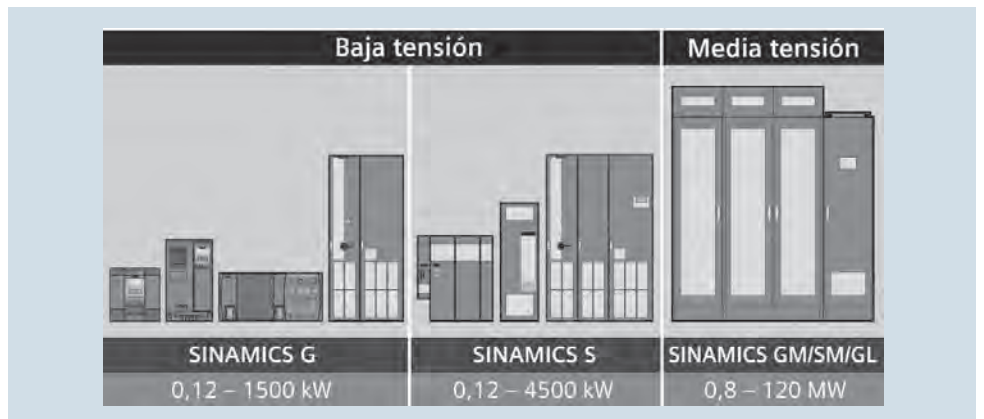 Baja tensión
Media tensión
SINAMICS G
SINAMICS S
SINAMICS GM/SM/GL
0,12 – 1500 kW
0,12 – 4500 kW
0,8 – 120 MW